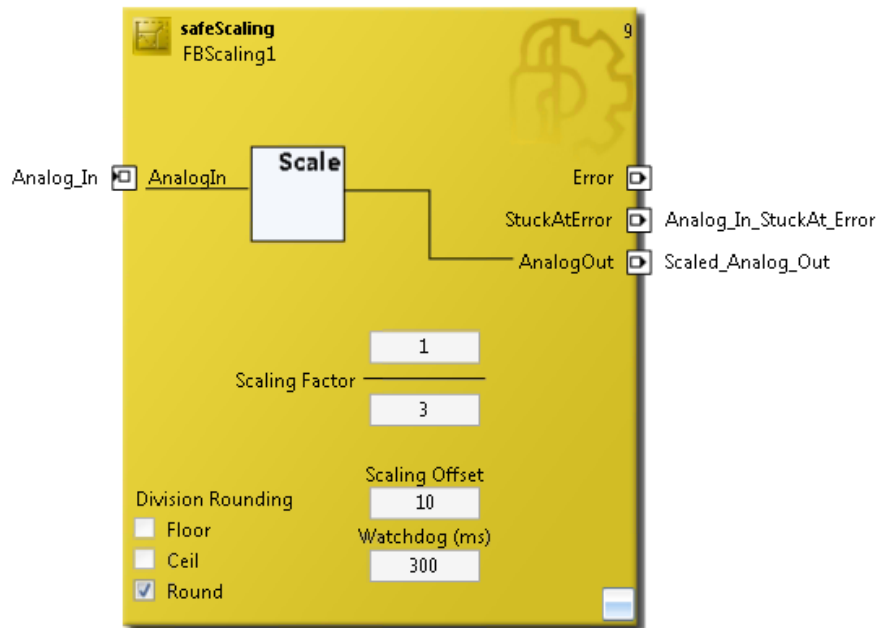 safeScaling
9
FBScaling1
Scale
Analog_In
AnalogIn
Error
StuckAtError
Analog_In_StuckAt_Error
AnalogOut
Scaled_Analog_Out
1
Scaling Factor
3
Scaling Offset
Division Rounding
10
Floor
Watchdog (ms)
Ceil
300
Round